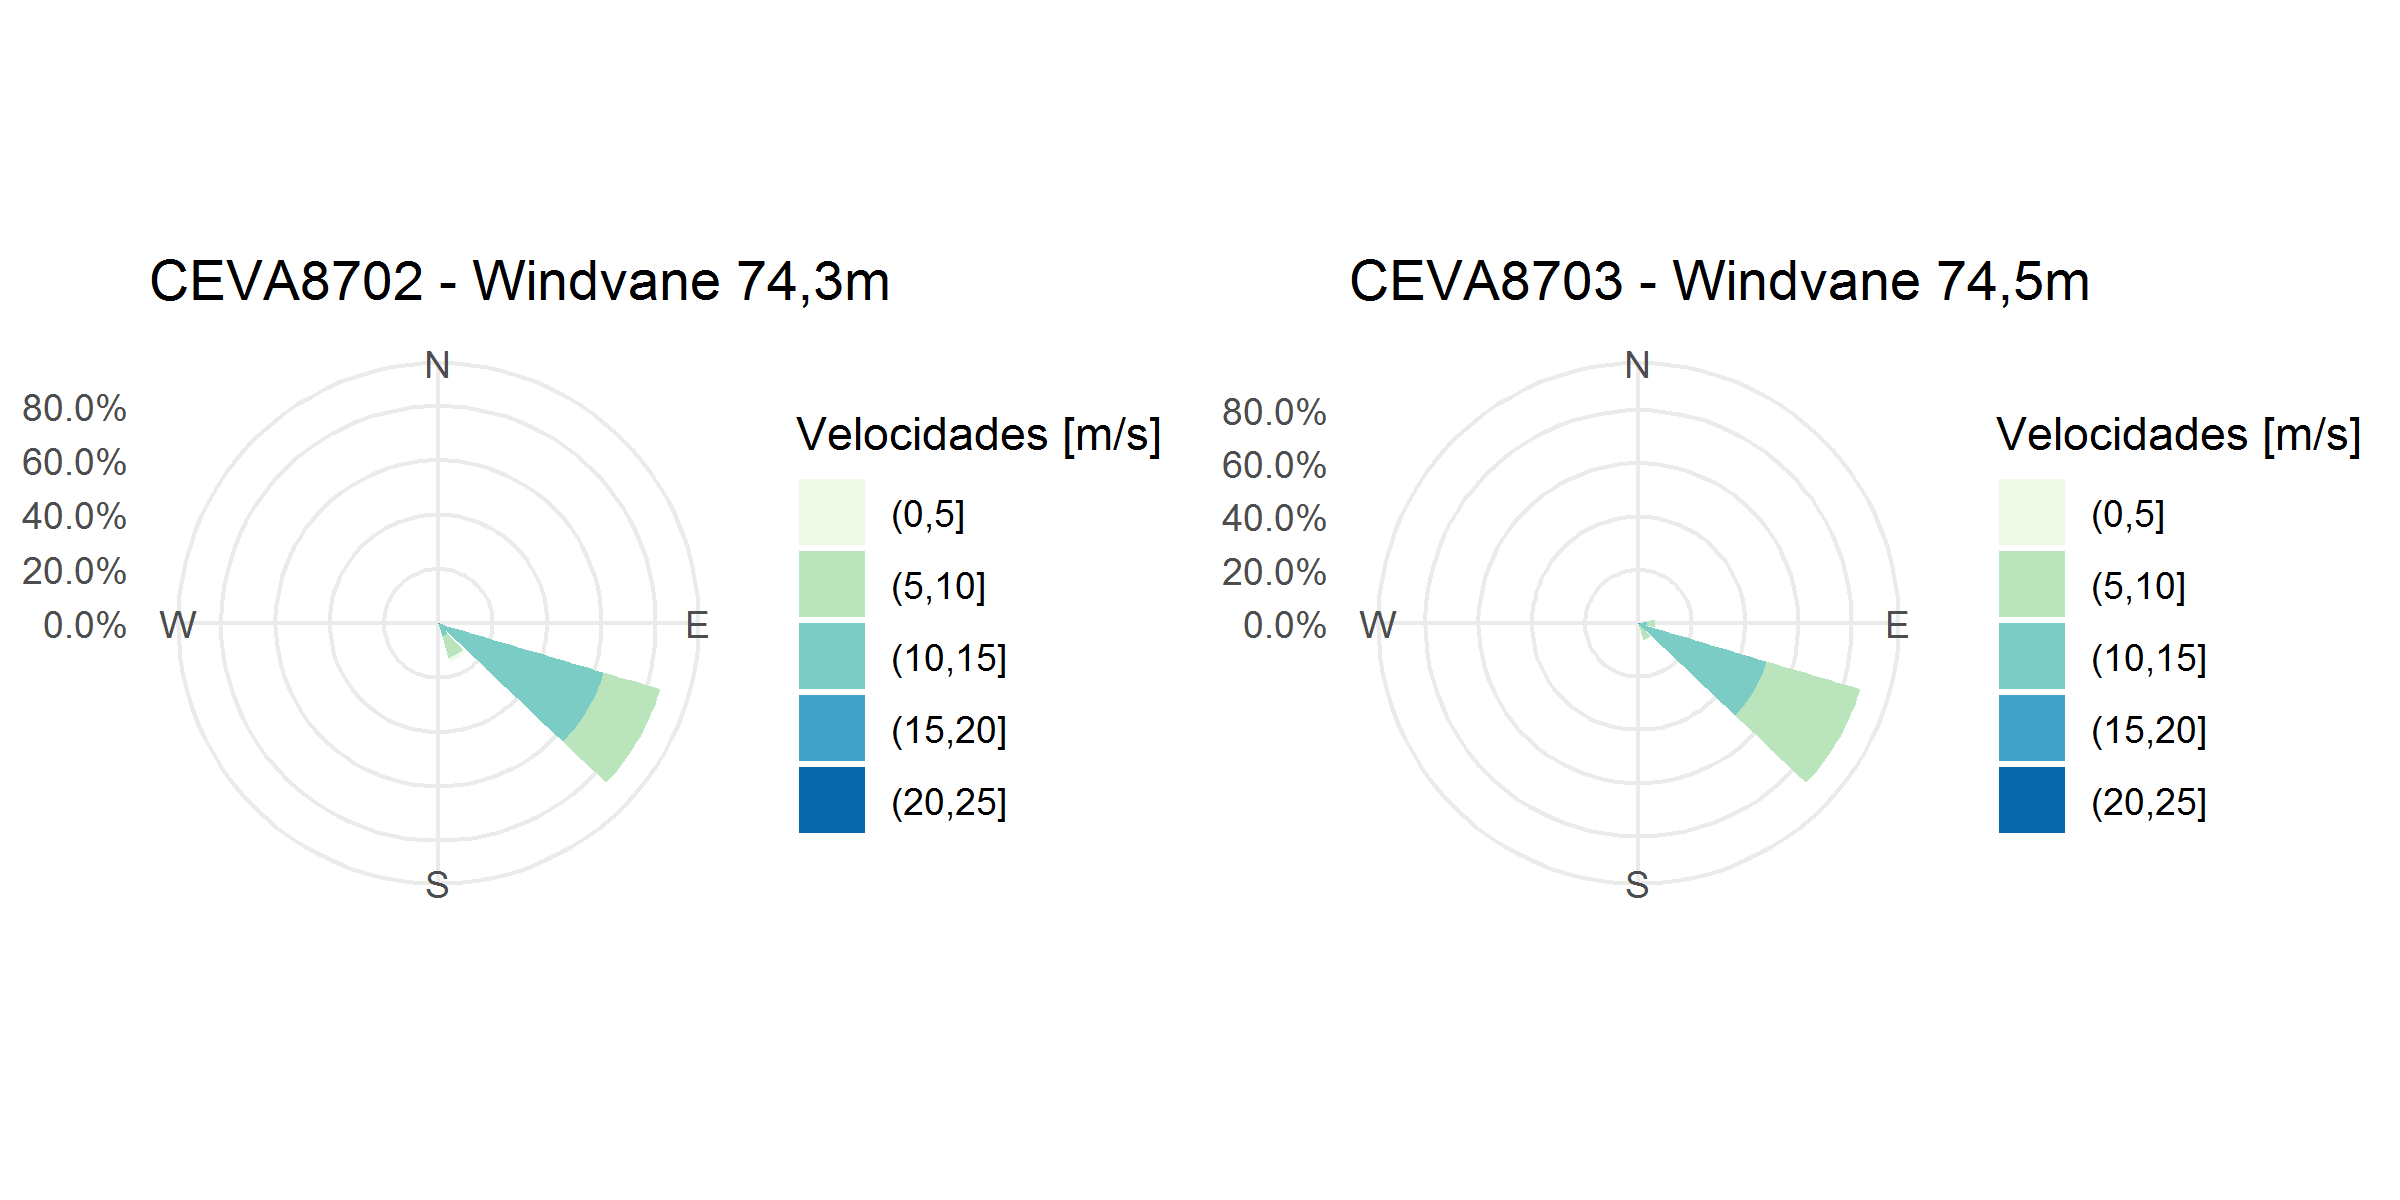 CEVA8702 - Windvane 74,3m
N
80.0%
60.0%
40.0%
20.0%
0.0%
W
E
S
Velocidades [m/s]
(0,5]
(5,10]
(10,15]
(15,20]
(20,25]
CEVA8703 - Windvane 74,5m
N
80.0%
60.0%
40.0%
20.0%
0.0%
W
E
S
Velocidades [m/s]
(0,5]
(5,10]
(10,15]
(15,20]
(20,25]